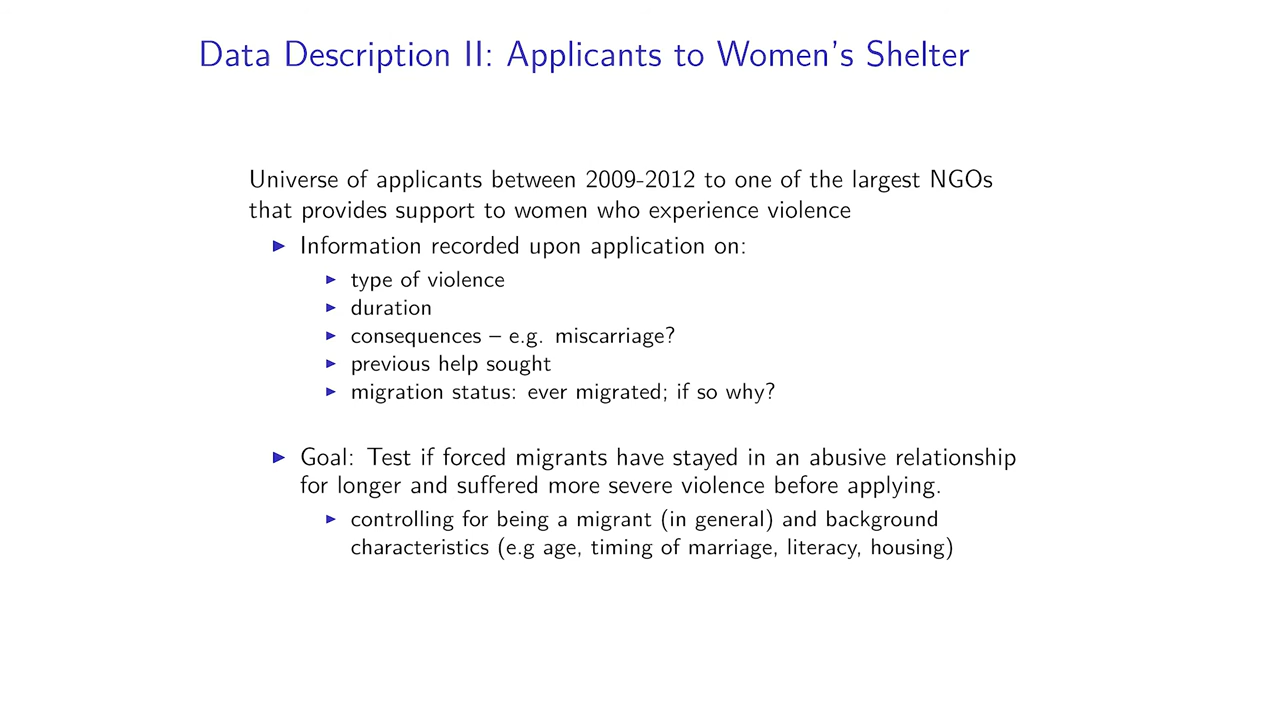 Data Description II: Applicants to Women's Shelter
Universe of applicants between 2009-2012 to one of the largest NGOs
that provides support to women who experience violence
▶ Information recorded upon application on:
▶ type of violence
▶ duration
▶ consequences – e.g. miscarriage?
▶ previous help sought
▶ migration status: ever migrated; if so why?
▶ Goal: Test if forced migrants have stayed in an abusive relationship
for longer and suffered more severe violence before applying.
▶ controlling for being a migrant (in general) and background
characteristics (e.g age, timing of marriage, literacy, housing)